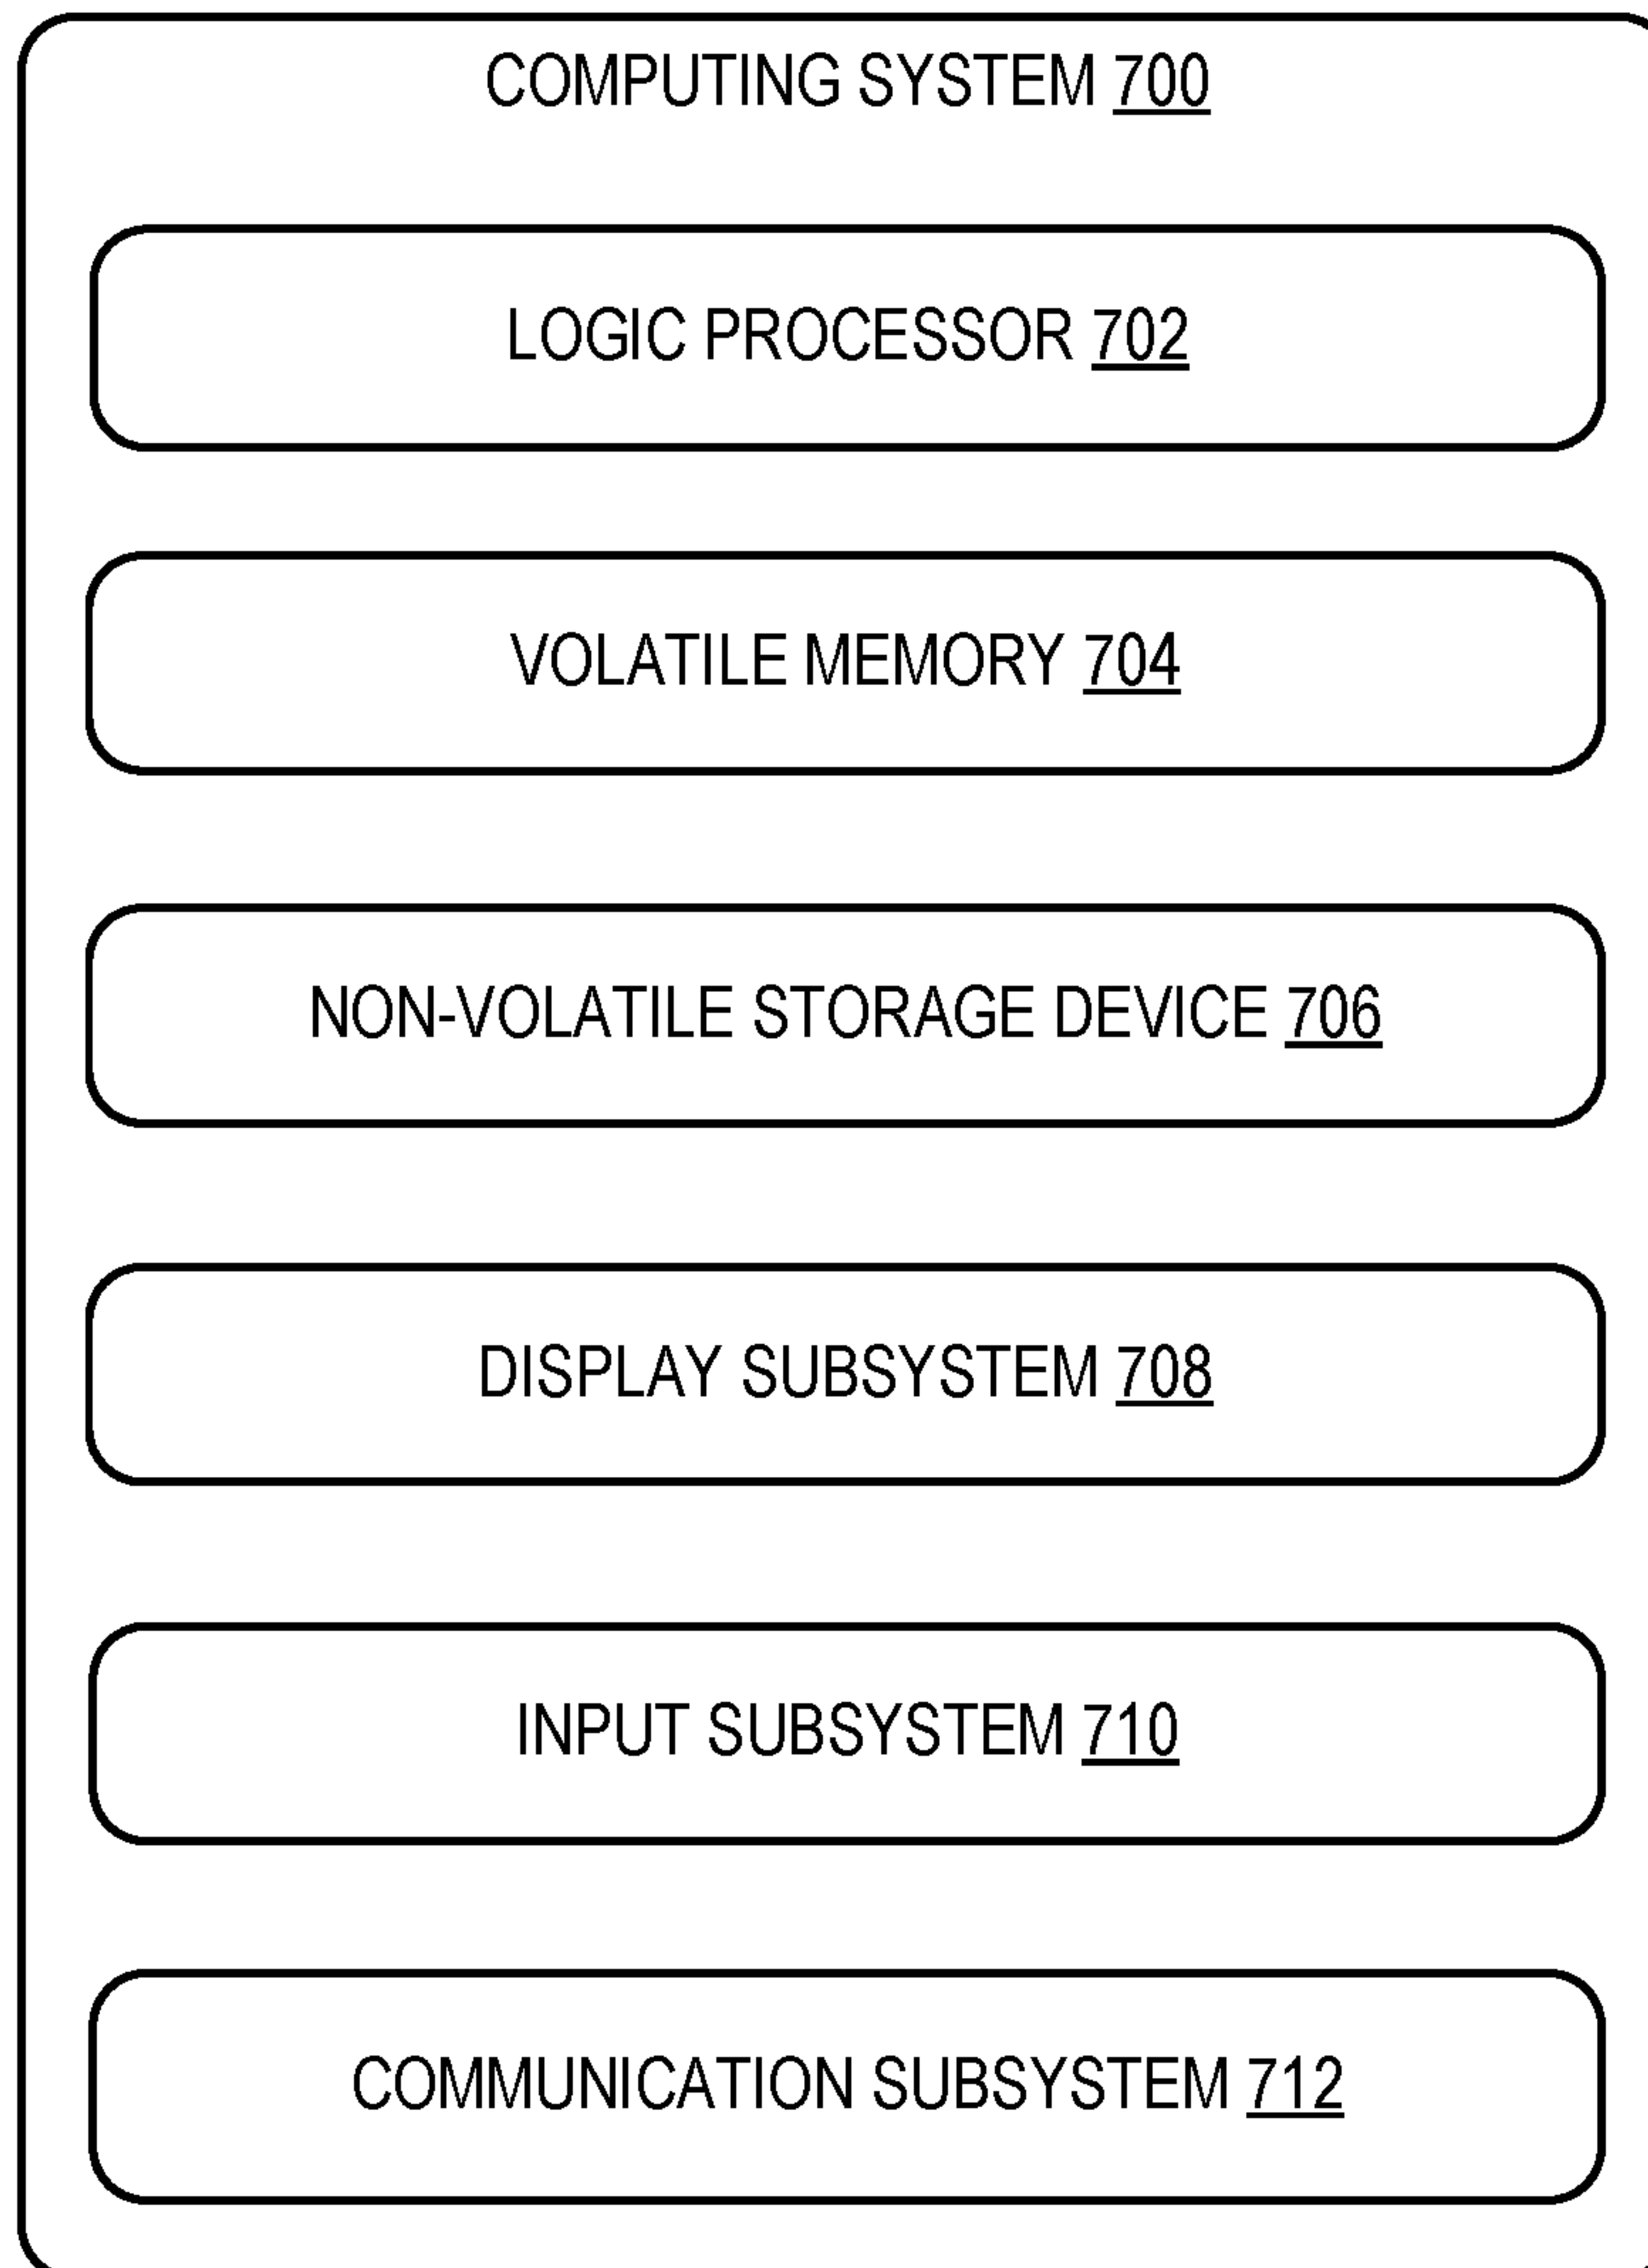 COMPUTING SYSTEM 700
LOGIC PROCESSOR 702
VOLATILE MEMORY 704
NON-VOLATILE STORAGE DEVICE 706
DISPLAY SUBSYSTEM 708
INPUT SUBSYSTEM 710
COMMUNICATION SUBSYSTEM 712